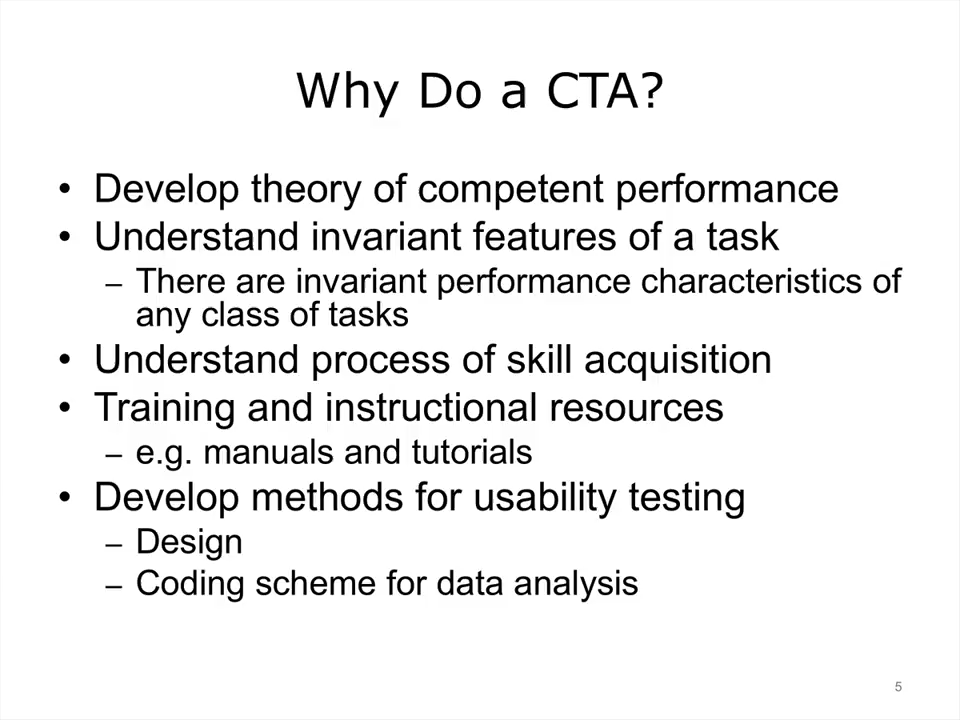 Why Do a CTA?
• Develop theory of competent performance
• Understand invariant features of a task
– There are invariant performance characteristics of
any class of tasks
• Understand process of skill acquisition
• Training and instructional resources
– e.g. manuals and tutorials
• Develop methods for usability testing
– Design
– Coding scheme for data analysis
5